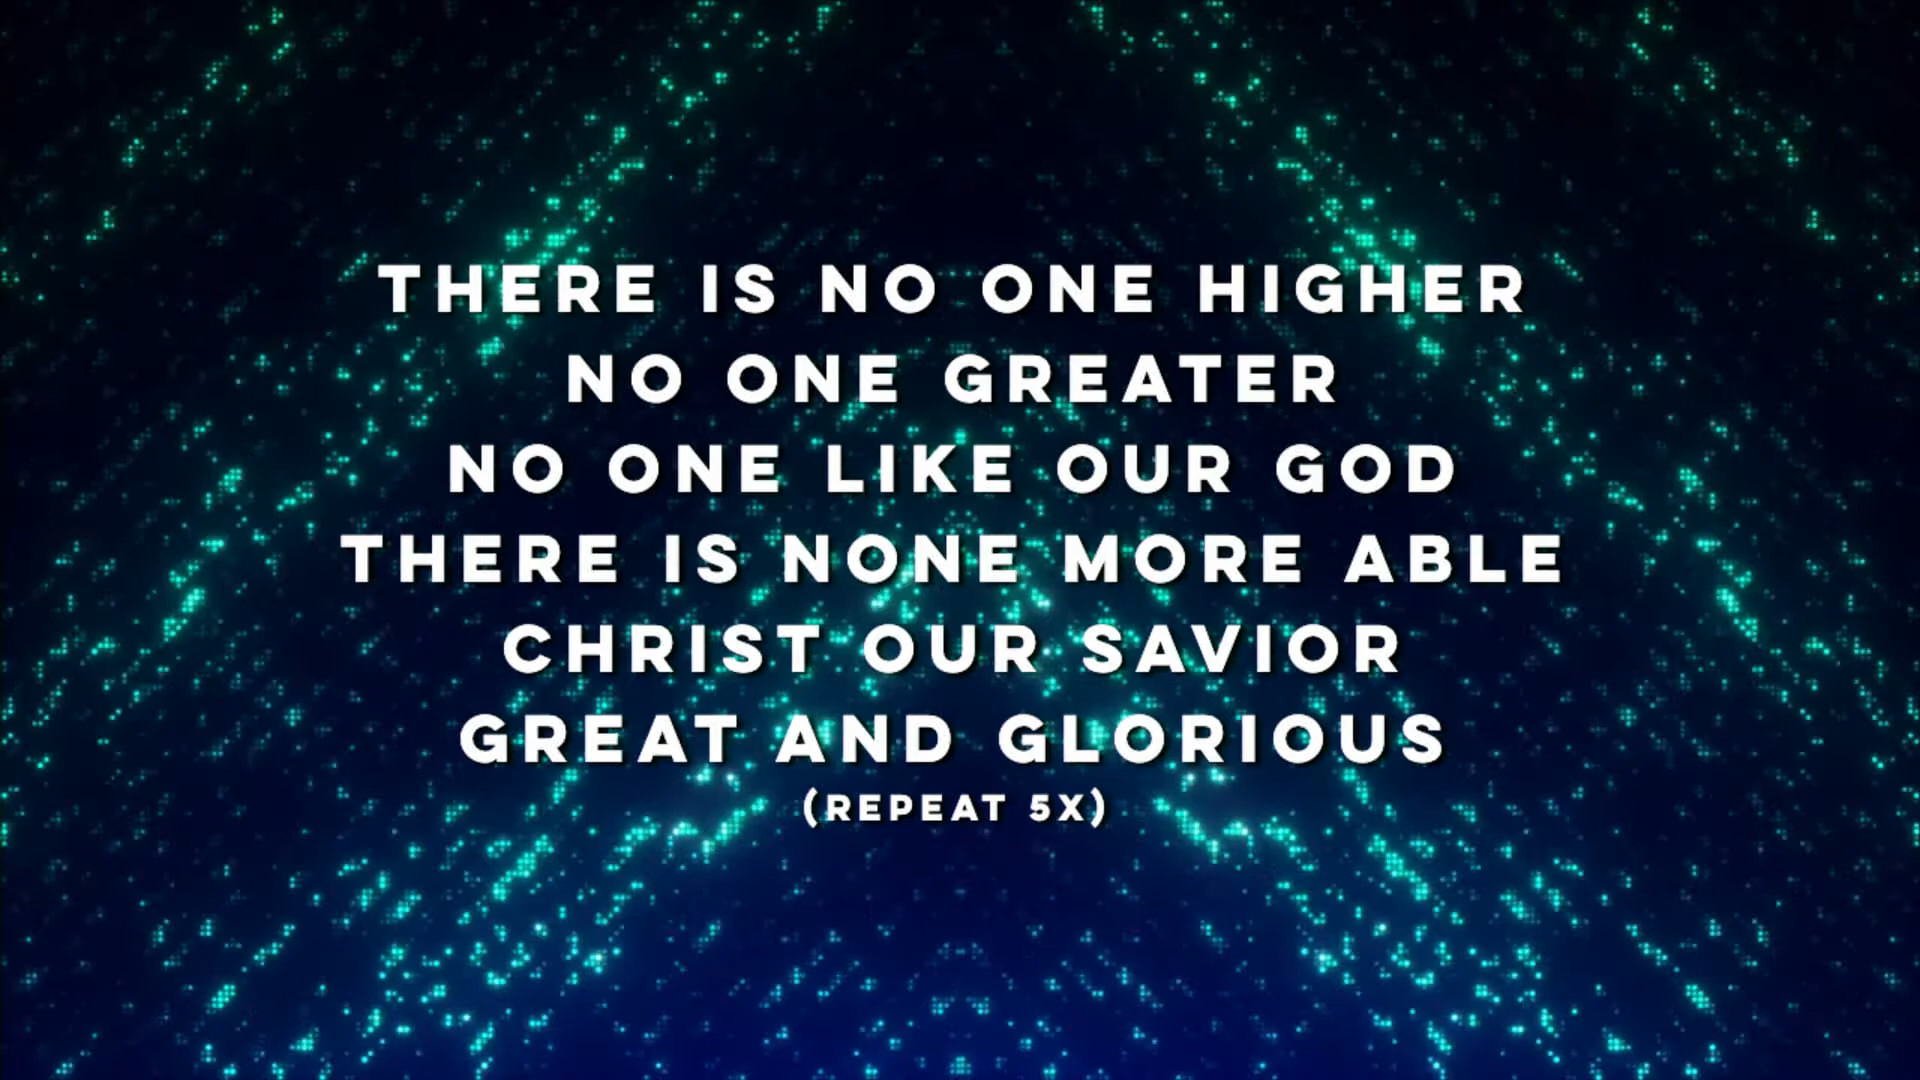 THERE IS NO ONE HIGHER
NO ONE GREATER
NO ONE LIKE OUR GOD
THERE IS NONE MORE ABLE
CHRIST OUR SAVIOR
GREAT AND GLORIOUS
(REPEAT 5X)